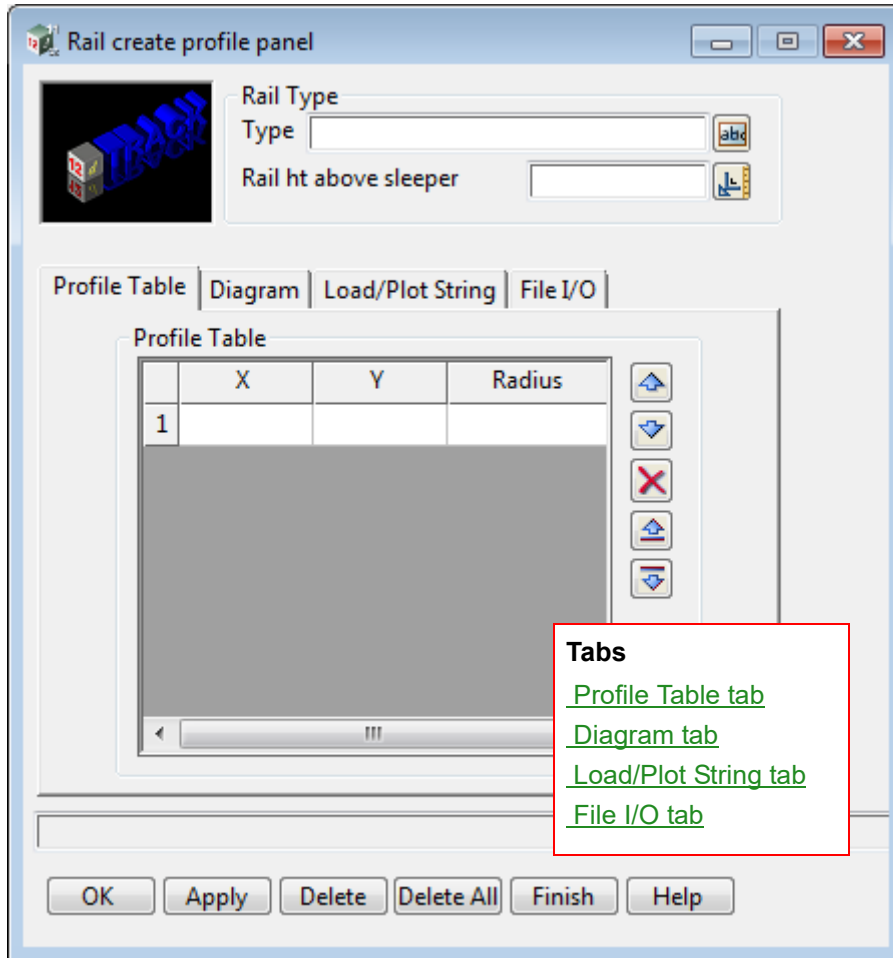 Rail create profile panel
Rail Type
Type
abc
Rail ht above sleeper
Profile Table
Diagram
Load/Plot String
File I/O
Profile Table
X Y Radius
1
Tabs
Profile Table tab
Diagram tab
Load/Plot String tab
File I/O tab
OK Apply Delete Delete All Finish Help